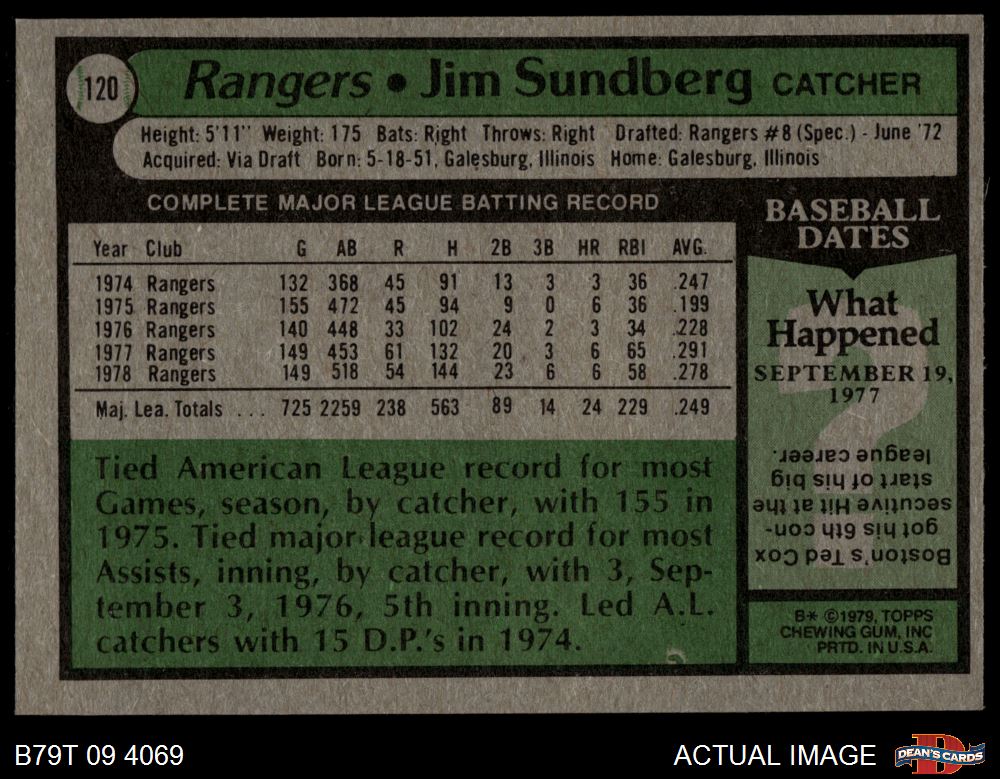 120
Rangers • Jim Sundberg CATCHER
Height: 5'11" Weight: 175 Bats: Right Throws: Right Drafted: Rangers #8 (Spec.) - June '72
Acquired: Via Draft Born: 5-18-51, Galesburg, Illinois Home: Galesburg, Illinois
COMPLETE MAJOR LEAGUE BATTING RECORD
Year Club G AB R H 2B 3B HR RBI AVG.
1974 Rangers 132 368 45 91 13 3 3 36 .247
1975 Rangers 155 472 45 94 9 0 6 36 .199
1976 Rangers 140 448 33 102 24 2 3 34 .228
1977 Rangers 149 453 61 132 20 3 6 65 .291
1978 Rangers 149 518 54 144 23 6 6 58 .278
Maj. Lea. Totals . . . 725 2259 238 563 89 14 24 229 .249
Tied American League record for most
Games, season, by catcher, with 155 in
1975. Tied major league record for most
Assists, inning, by catcher, with 3, Sep-
tember 3, 1976, 5th inning. Led A.L.
catchers with 15 D.P.'s in 1974.
BASEBALL
DATES
What
Happened
SEPTEMBER 19,
1977
?
Boston's Ted Cox
got his 6th con-
secutive Hit at the
start of his big
league career.
B* ©1979, TOPPS
CHEWING GUM, INC
PRTD. IN U.S.A.
B79T 09 4069
ACTUAL IMAGE
D
DEAN'S CARDS